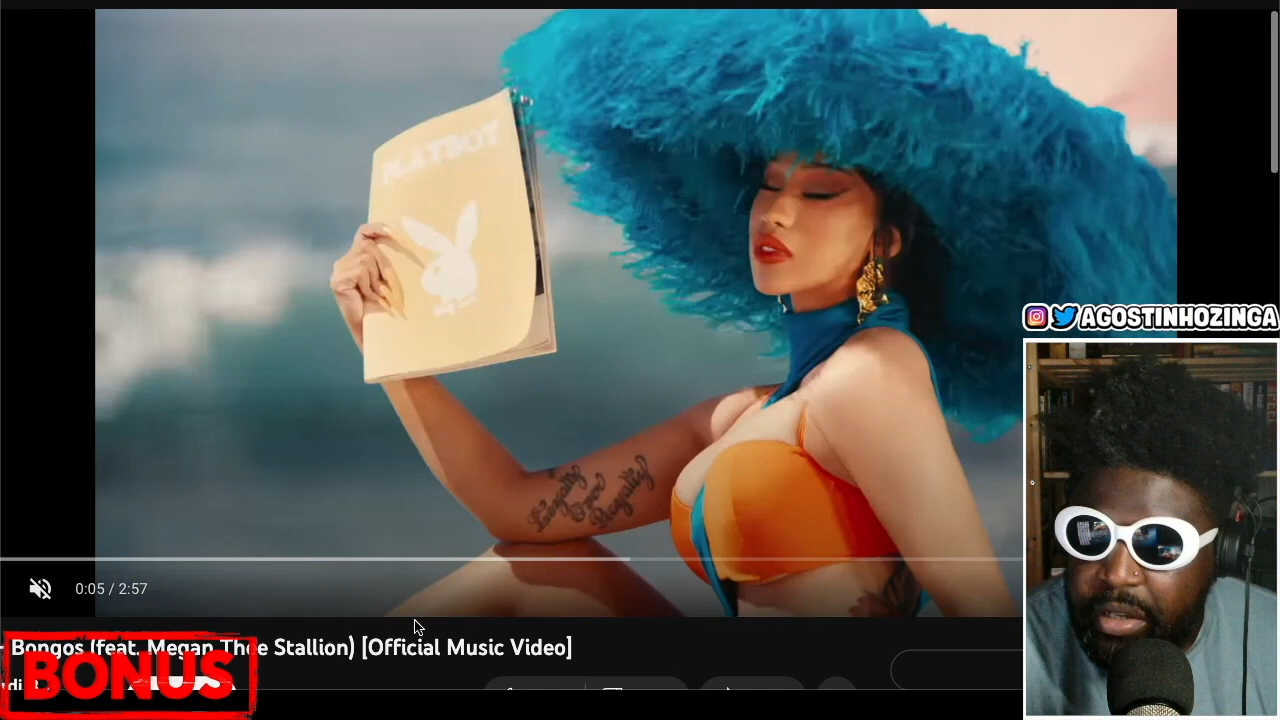 PLAYBOY
Loyalty
Over
Royalty
AGOSTINHOZINGA
0:05 / 2:57
- Bongos (feat. Megan Thee Stallion) [Official Music Video]
BONUS